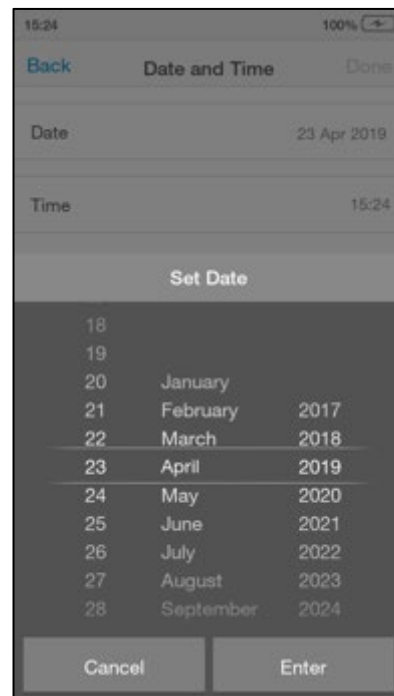 15:24 100%
Back Date and Time Done
Date 23 Apr 2019
Time 15:24
Set Date
18
19
20 January
21 February 2017
22 March 2018
23 April 2019
24 May 2020
25 June 2021
26 July 2022
27 August 2023
28 September 2024
Cancel Enter